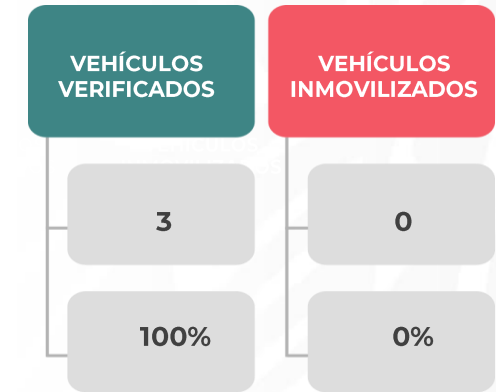 VEHÍCULOS
VERIFICADOS
3
100%
VEHÍCULOS
INMOVILIZADOS
0
0%